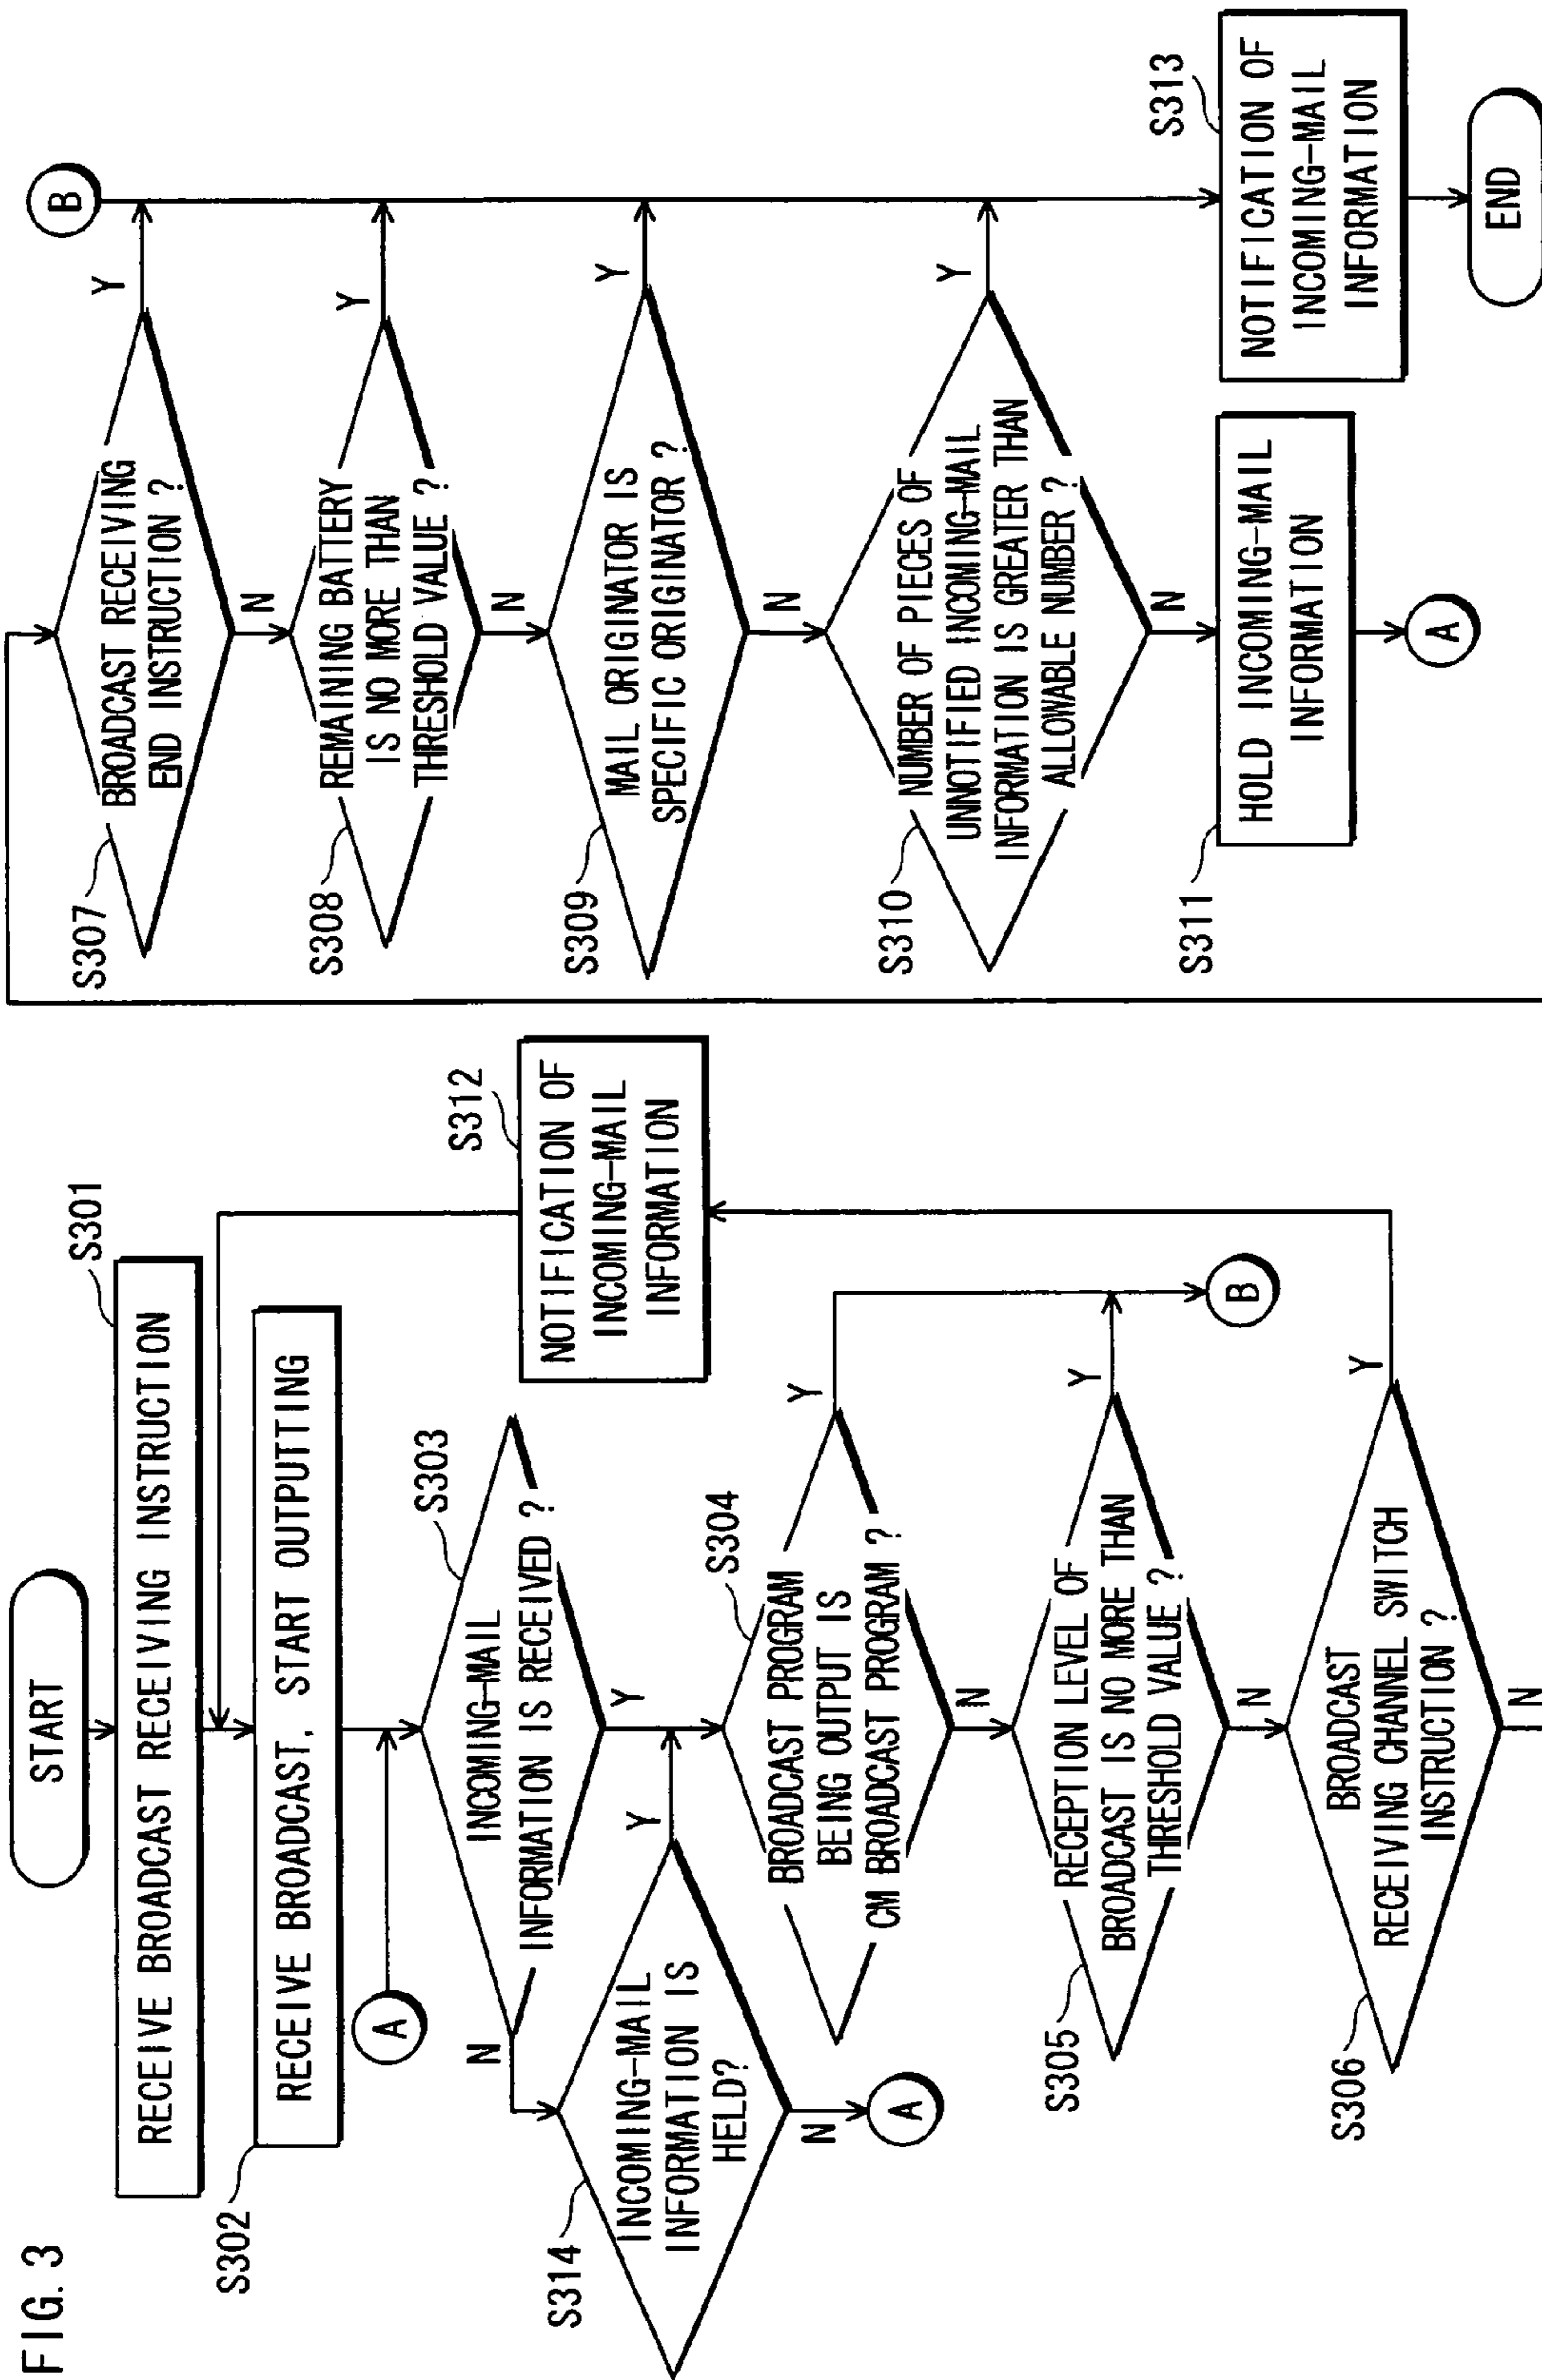 FIG. 3
START
S301
RECEIVE BROADCAST RECEIVING INSTRUCTION
S302
RECEIVE BROADCAST, START OUTPUTTING
A
S303
INCOMING-MAIL
INFORMATION IS RECEIVED ?
N
Y
S314
INCOMING-MAIL
INFORMATION IS
HELD?
Y
N
A
S304
BROADCAST PROGRAM
BEING OUTPUT IS
CM BROADCAST PROGRAM ?
Y
N
S305
RECEPTION LEVEL OF
BROADCAST IS NO MORE THAN
THRESHOLD VALUE ?
Y
N
B
S306
BROADCAST
RECEIVING CHANNEL SWITCH
INSTRUCTION ?
Y
N
S312
NOTIFICATION OF
INCOMING-MAIL
INFORMATION
B
S307
BROADCAST RECEIVING
END INSTRUCTION ?
Y
N
S308
REMAINING BATTERY
IS NO MORE THAN
THRESHOLD VALUE ?
Y
N
S309
MAIL ORIGINATOR IS
SPECIFIC ORIGINATOR ?
Y
N
S310
NUMBER OF PIECES OF
UNNOTIFIED INCOMING-MAIL
INFORMATION IS GREATER THAN
ALLOWABLE NUMBER ?
Y
N
S311
HOLD INCOMING-MAIL
INFORMATION
A
S313
NOTIFICATION OF
INCOMING-MAIL
INFORMATION
END